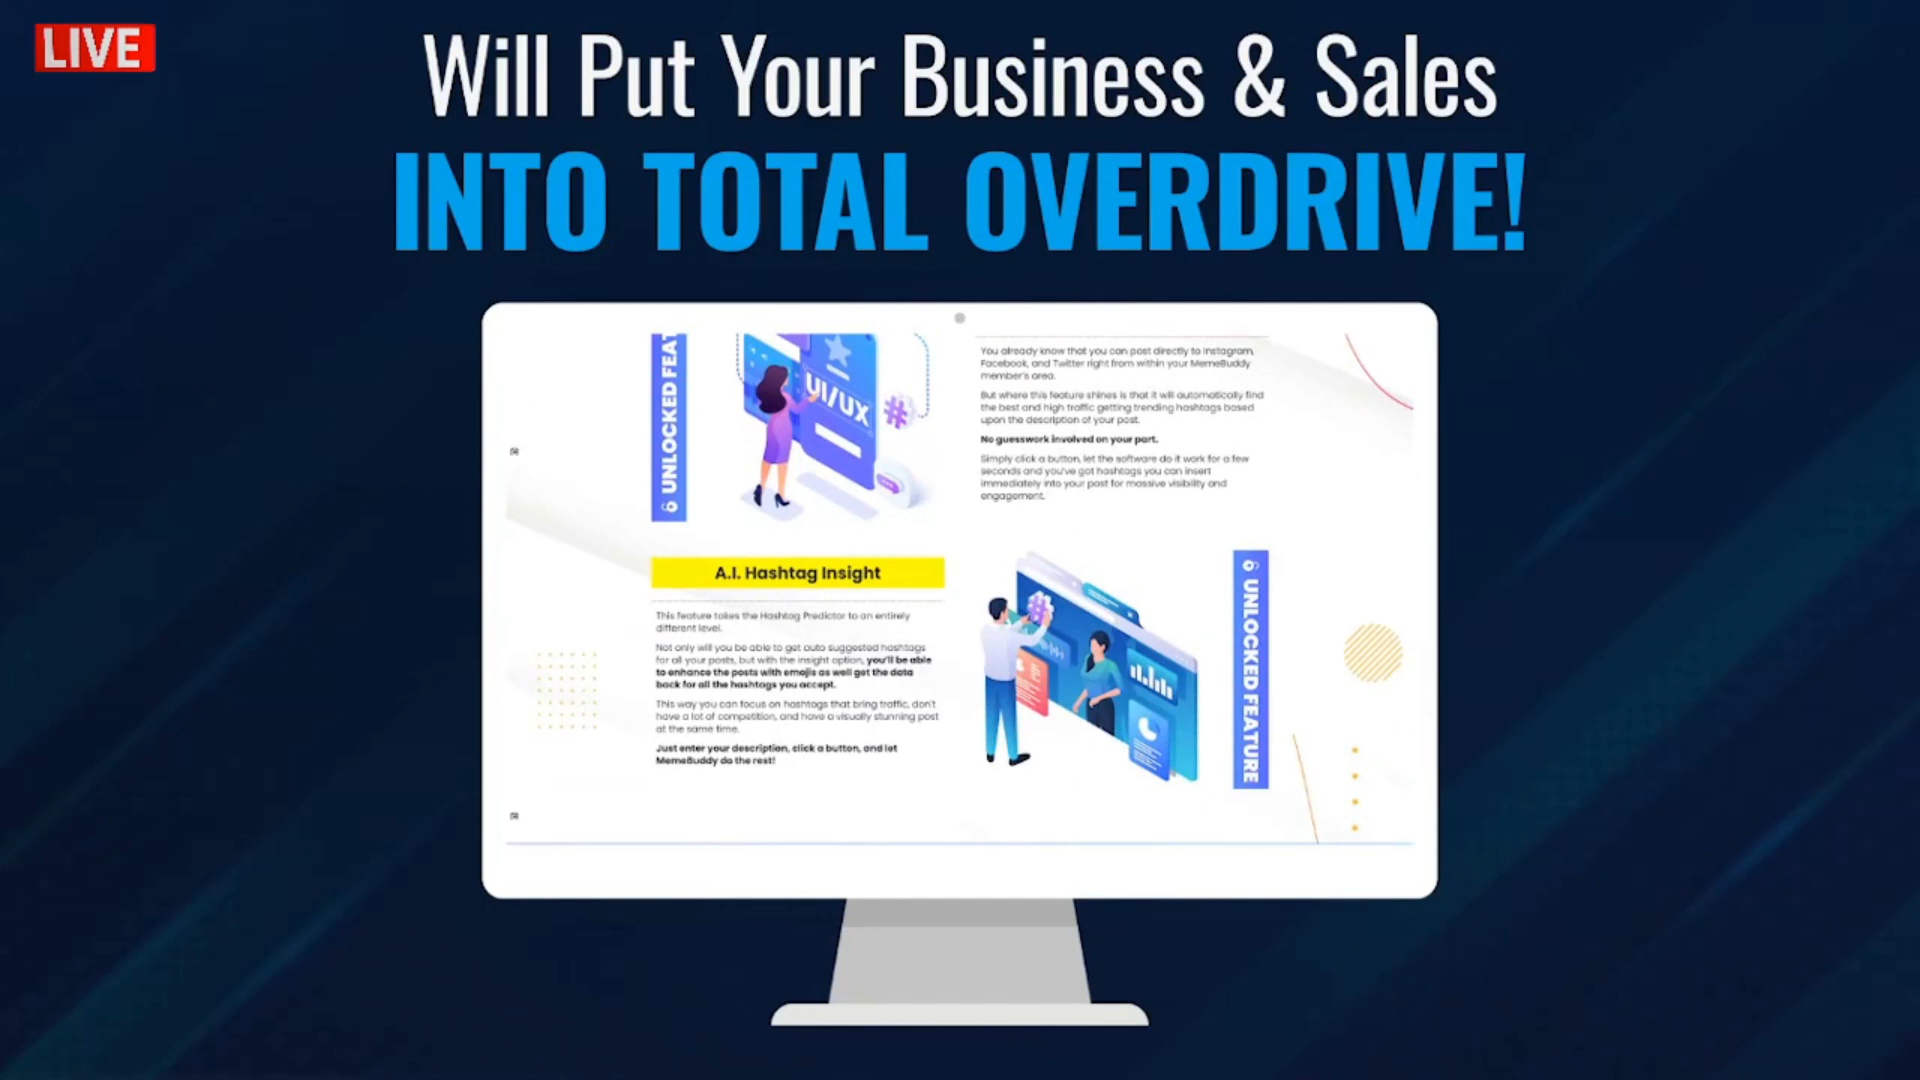 LIVE
Will Put Your Business & Sales
INTO TOTAL OVERDRIVE!
UNLOCKED FEAT
UI/UX
You already know that you can post directly to Instagram,
Facebook, and Twitter right from within your MemeBuddy
member's area.
But where this feature shines is that it will automatically find
the best and high traffic getting trending hashtags based
upon the description of your post.
No guesswork involved on your part.
Simply click a button, let the software do it work for a few
seconds and you've got hashtags you can insert
immediately into your post for massive visibility and
engagement.
A.I. Hashtag Insight
This feature takes the Hashtag Predictor to an entirely
different level.
Not only will you be able to get auto suggested hashtags
for all your posts, but with the insight option, you'll be able
to enhance the posts with emojis as well get the data
back for all the hashtags you accept.
This way you can focus on hashtags that bring traffic, don't
have a lot of competition, and have a visually stunning post
at the same time.
Just enter your description, click a button, and let
MemeBuddy do the rest!
UNLOCKED FEATURE